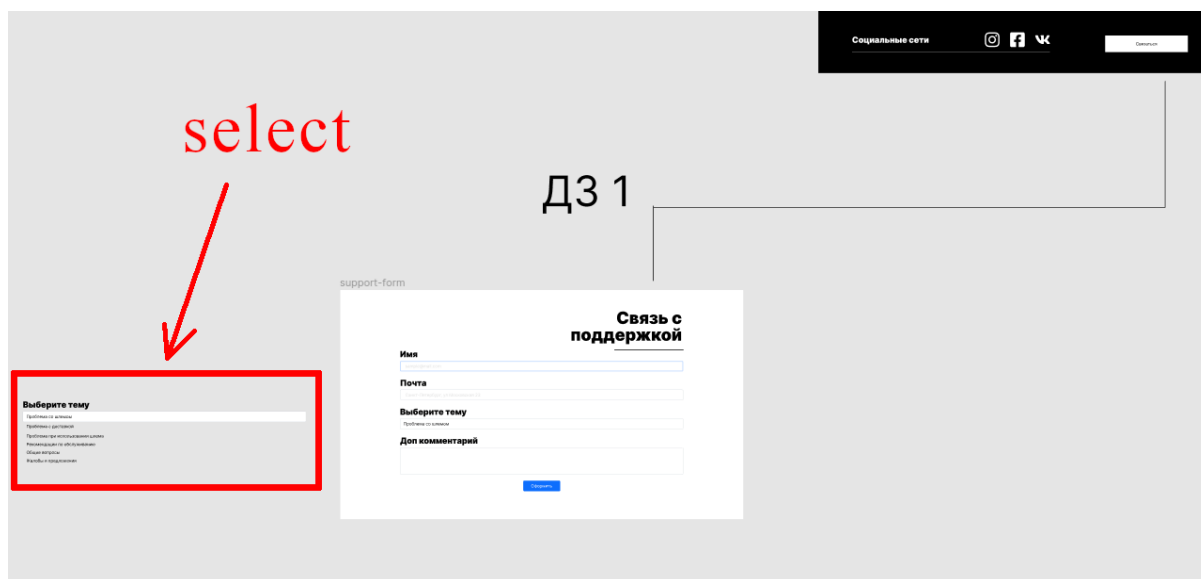 Социальные сети
Связаться
select
ДЗ 1
support-form
Связь с
поддержкой
Имя
Почта
Выберите тему
Проблема со шлемом
Доп комментарий
Выберите тему
Проблема со шлемом
Проблема с доставкой
Проблема при использовании шлема
Рекомендации по обслуживанию
Общие вопросы
Жалобы и предложения